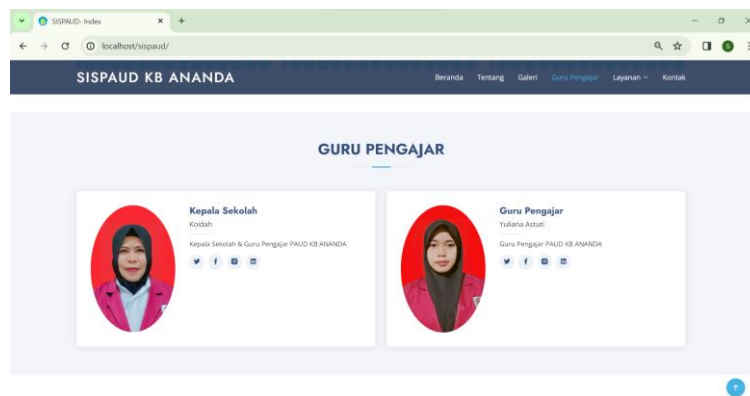 SISPAUD- Index
localhost/sispaud/
S
SISPAUD KB ANANDA
Beranda Tentang Galeri Guru Pengajar Layanan Kontak
GURU PENGAJAR
Kepala Sekolah
Koidah
Kepala Sekolah & Guru Pengajar PAUD KB ANANDA
Guru Pengajar
Yuliana Astuti
Guru Pengajar PAUD KB ANANDA